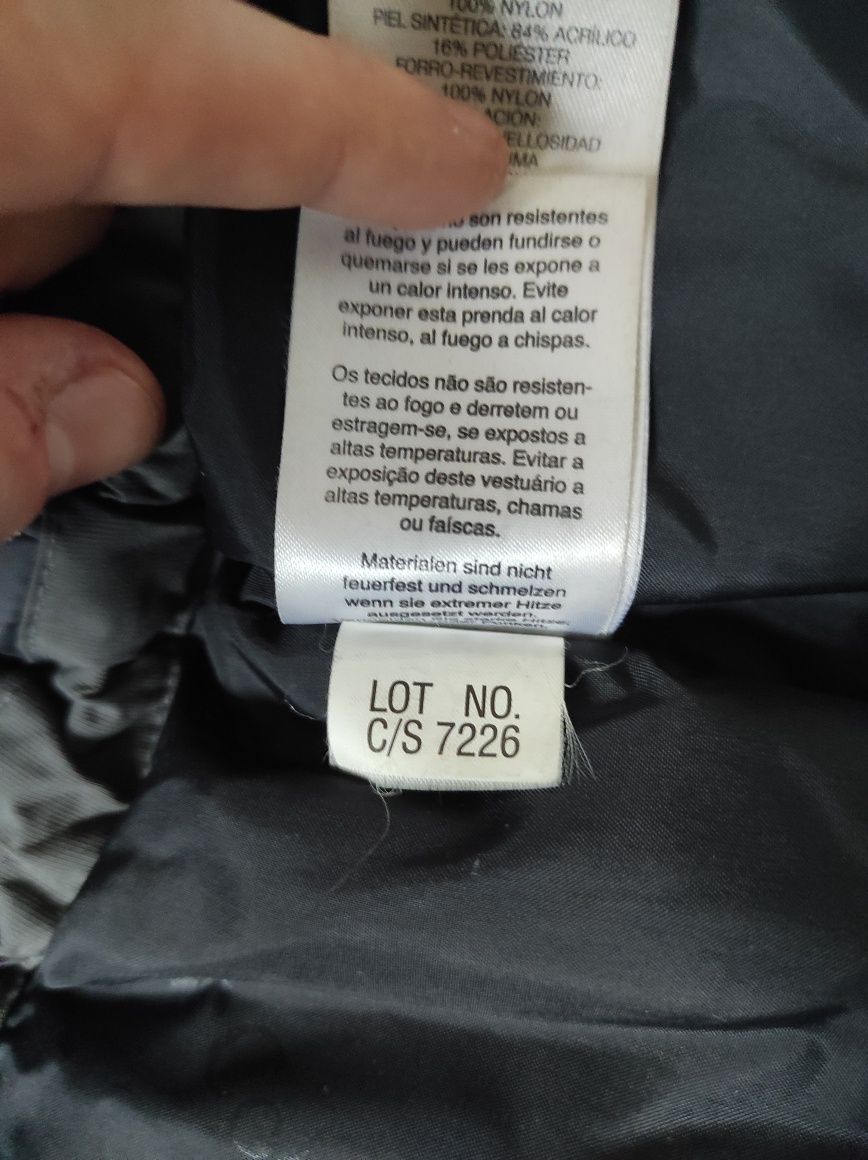 100% NYLON
PIEL SINTÉTICA: 84% ACRÍLICO
16% POLIÉSTER
FORRO-REVESTIMIENTO:
100% NYLON
son resistentes
al fuego y pueden fundirse o
quemarse si se les expone a
un calor intenso. Evite
exponer esta prenda al calor
intenso, al fuego a chispas.
Os tecidos não são resisten-
tes ao fogo e derretem ou
estragem-se, se expostos a
altas temperaturas. Evitar a
exposição deste vestuário a
altas temperaturas, chamas
ou faíscas.
Materialen sind nicht
feuerfest und schmelzen
wenn sie extremer Hitze
ausgesetzt werden.
LOT NO.
C/S 7226